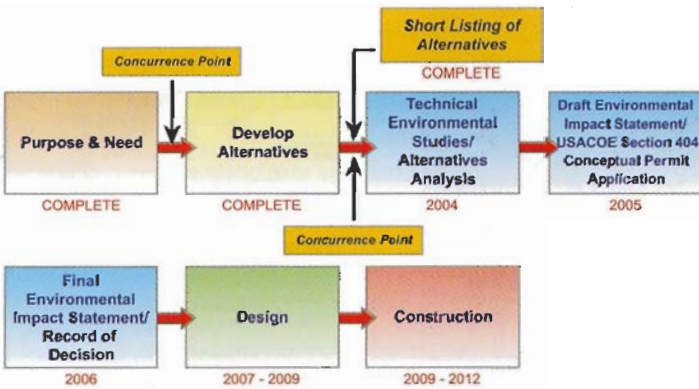 Short Listing of
Alternatives
COMPLETE
Concurrence Point
Purpose & Need
COMPLETE
Develop
Alternatives
COMPLETE
Technical
Environmental
Studies/
Alternatives
Analysis
2004
Draft Environmental
Impact Statement/
USACOE Section 404
Conceptual Permit
Application
2005
Concurrence Point
Final
Environmental
Impact Statement/
Record of
Decision
2006
Design
2007 - 2009
Construction
2009 - 2012